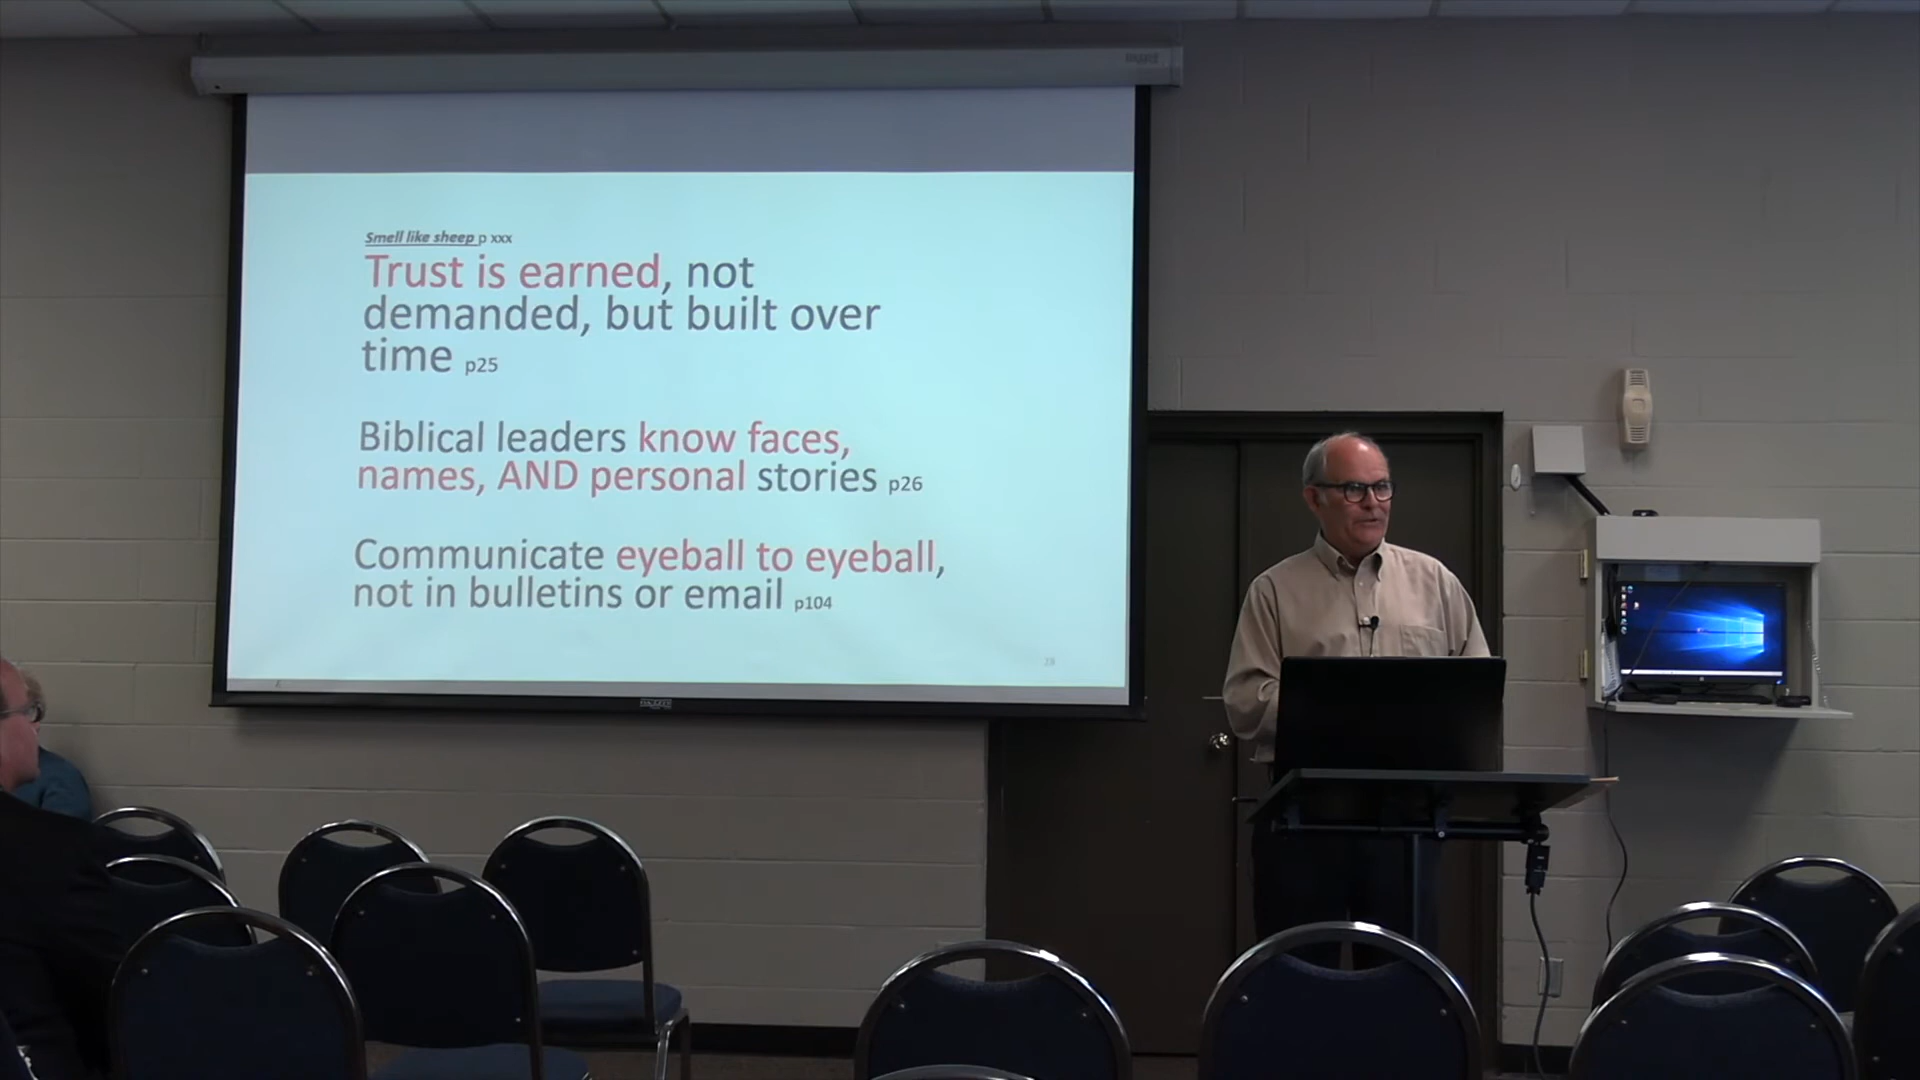 Smell like sheep p xxx
Trust is earned, not
demanded, but built over
time p25
Biblical leaders know faces,
names, AND personal stories p26
Communicate eyeball to eyeball,
not in bulletins or email p104